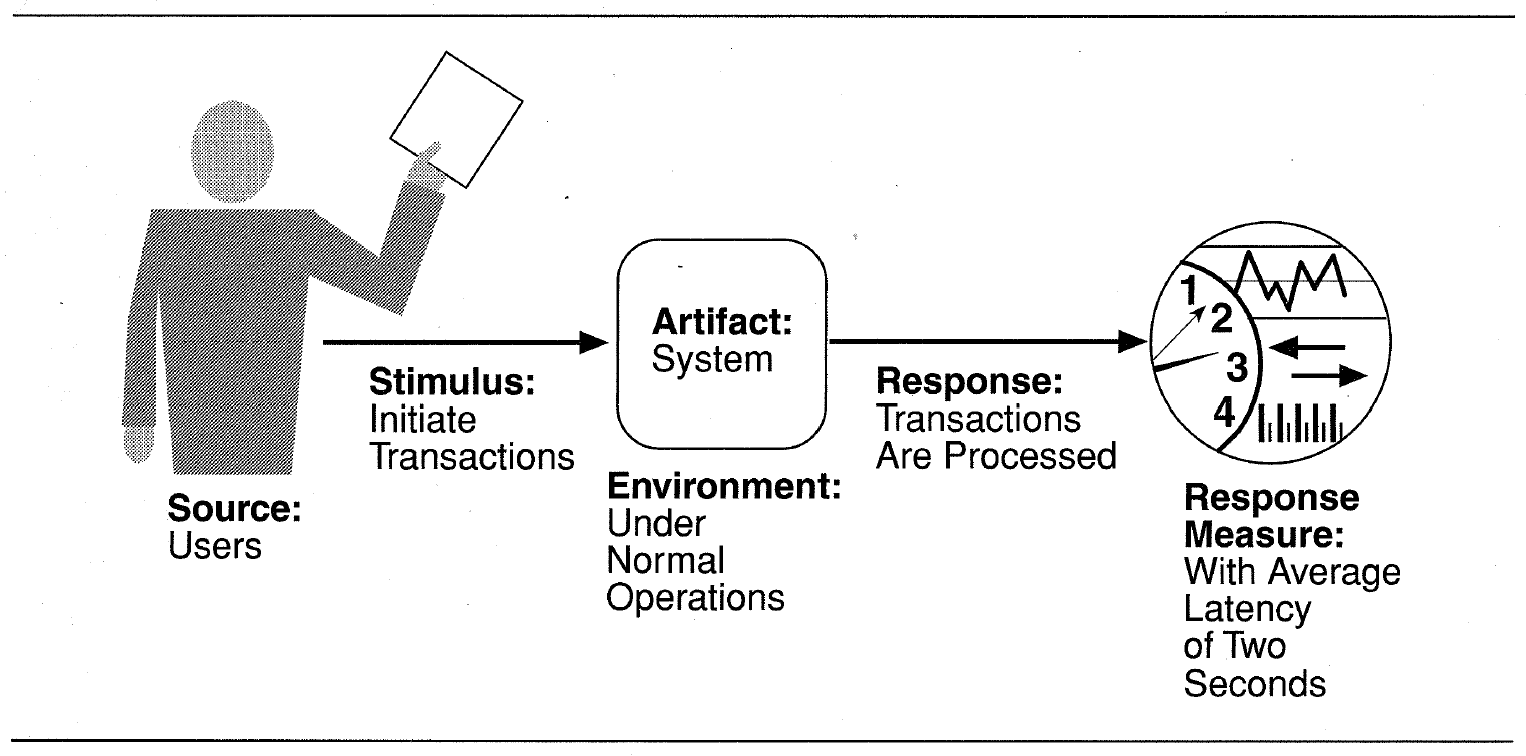 Source:
Users
Stimulus:
Initiate
Transactions
Artifact:
System
Environment:
Under
Normal
Operations
Response:
Transactions
Are Processed
1
2
3
4
Response
Measure:
With Average
Latency
of Two
Seconds